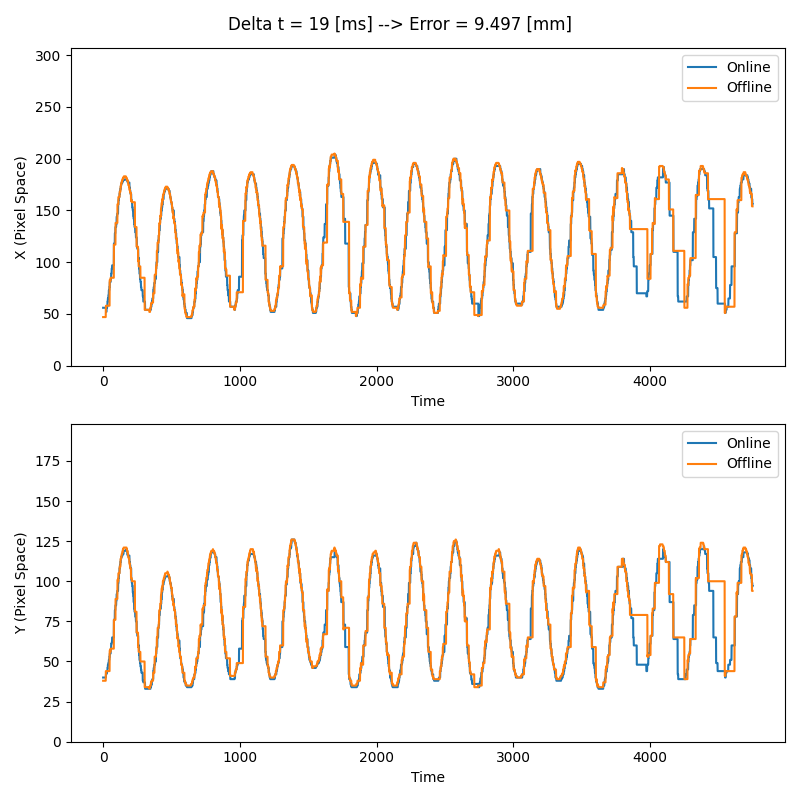 Delta t = 19 [ms] --> Error = 9.497 [mm]
300
250
200
150
100
50
0
X (Pixel Space)
Online
Offline
0
1000
2000
3000
4000
Time
175
150
125
100
75
50
25
0
Y (Pixel Space)
Online
Offline
0
1000
2000
3000
4000
Time